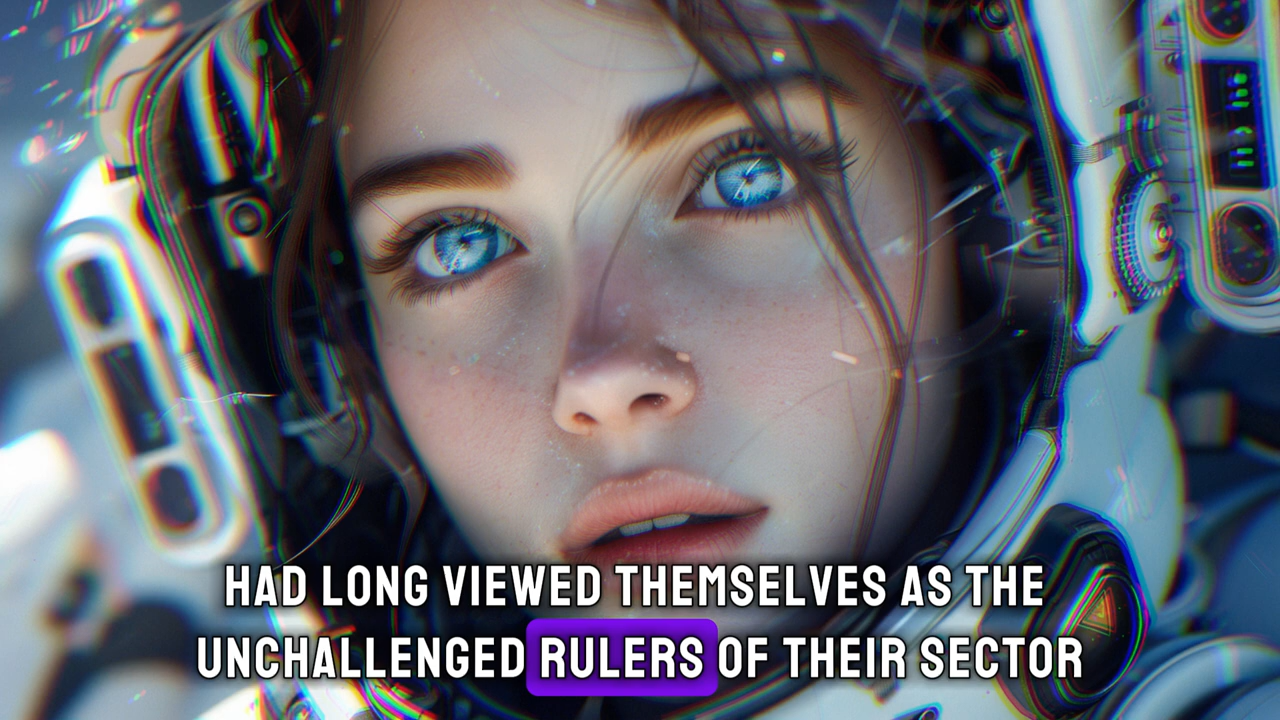 HAD LONG VIEWED THEMSELVES AS THE
UNCHALLENGED RULERS OF THEIR SECTOR